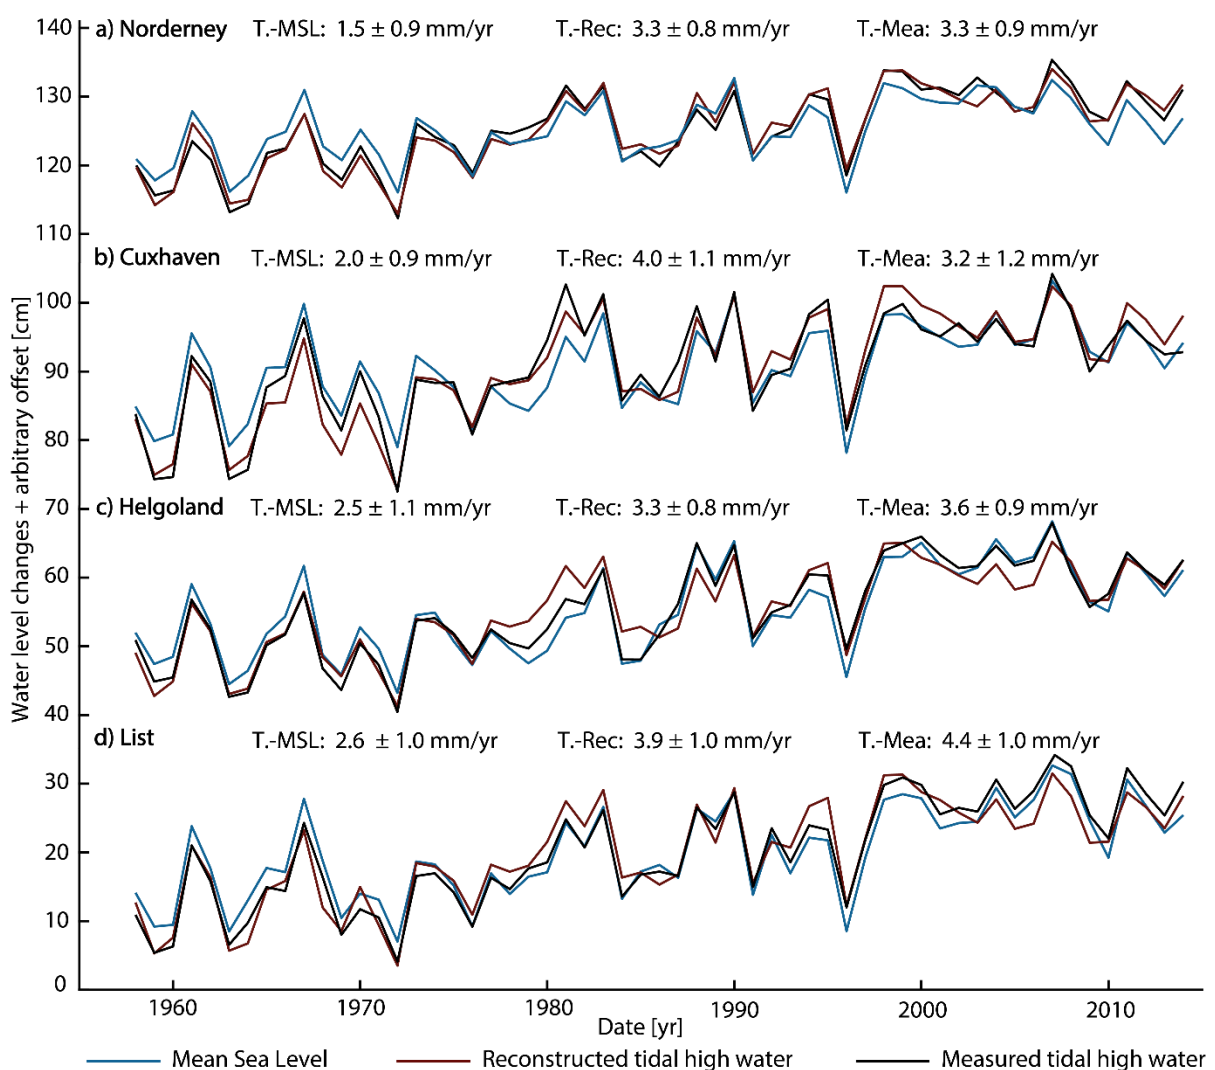 140
a) Norderney T.-MSL: 1.5 ± 0.9 mm/yr T.-Rec: 3.3 ± 0.8 mm/yr T.-Mea: 3.3 ± 0.9 mm/yr
130
120
110
b) Cuxhaven T.-MSL: 2.0 ± 0.9 mm/yr T.-Rec: 4.0 ± 1.1 mm/yr T.-Mea: 3.2 ± 1.2 mm/yr
100
90
80
70
c) Helgoland T.-MSL: 2.5 ± 1.1 mm/yr T.-Rec: 3.3 ± 0.8 mm/yr T.-Mea: 3.6 ± 0.9 mm/yr
60
50
40
d) List T.-MSL: 2.6 ± 1.0 mm/yr T.-Rec: 3.9 ± 1.0 mm/yr T.-Mea: 4.4 ± 1.0 mm/yr
30
20
10
0
Water level changes + arbitrary offset [cm]
1960 1970 1980 1990 2000 2010
Date [yr]
Mean Sea Level Reconstructed tidal high water Measured tidal high water